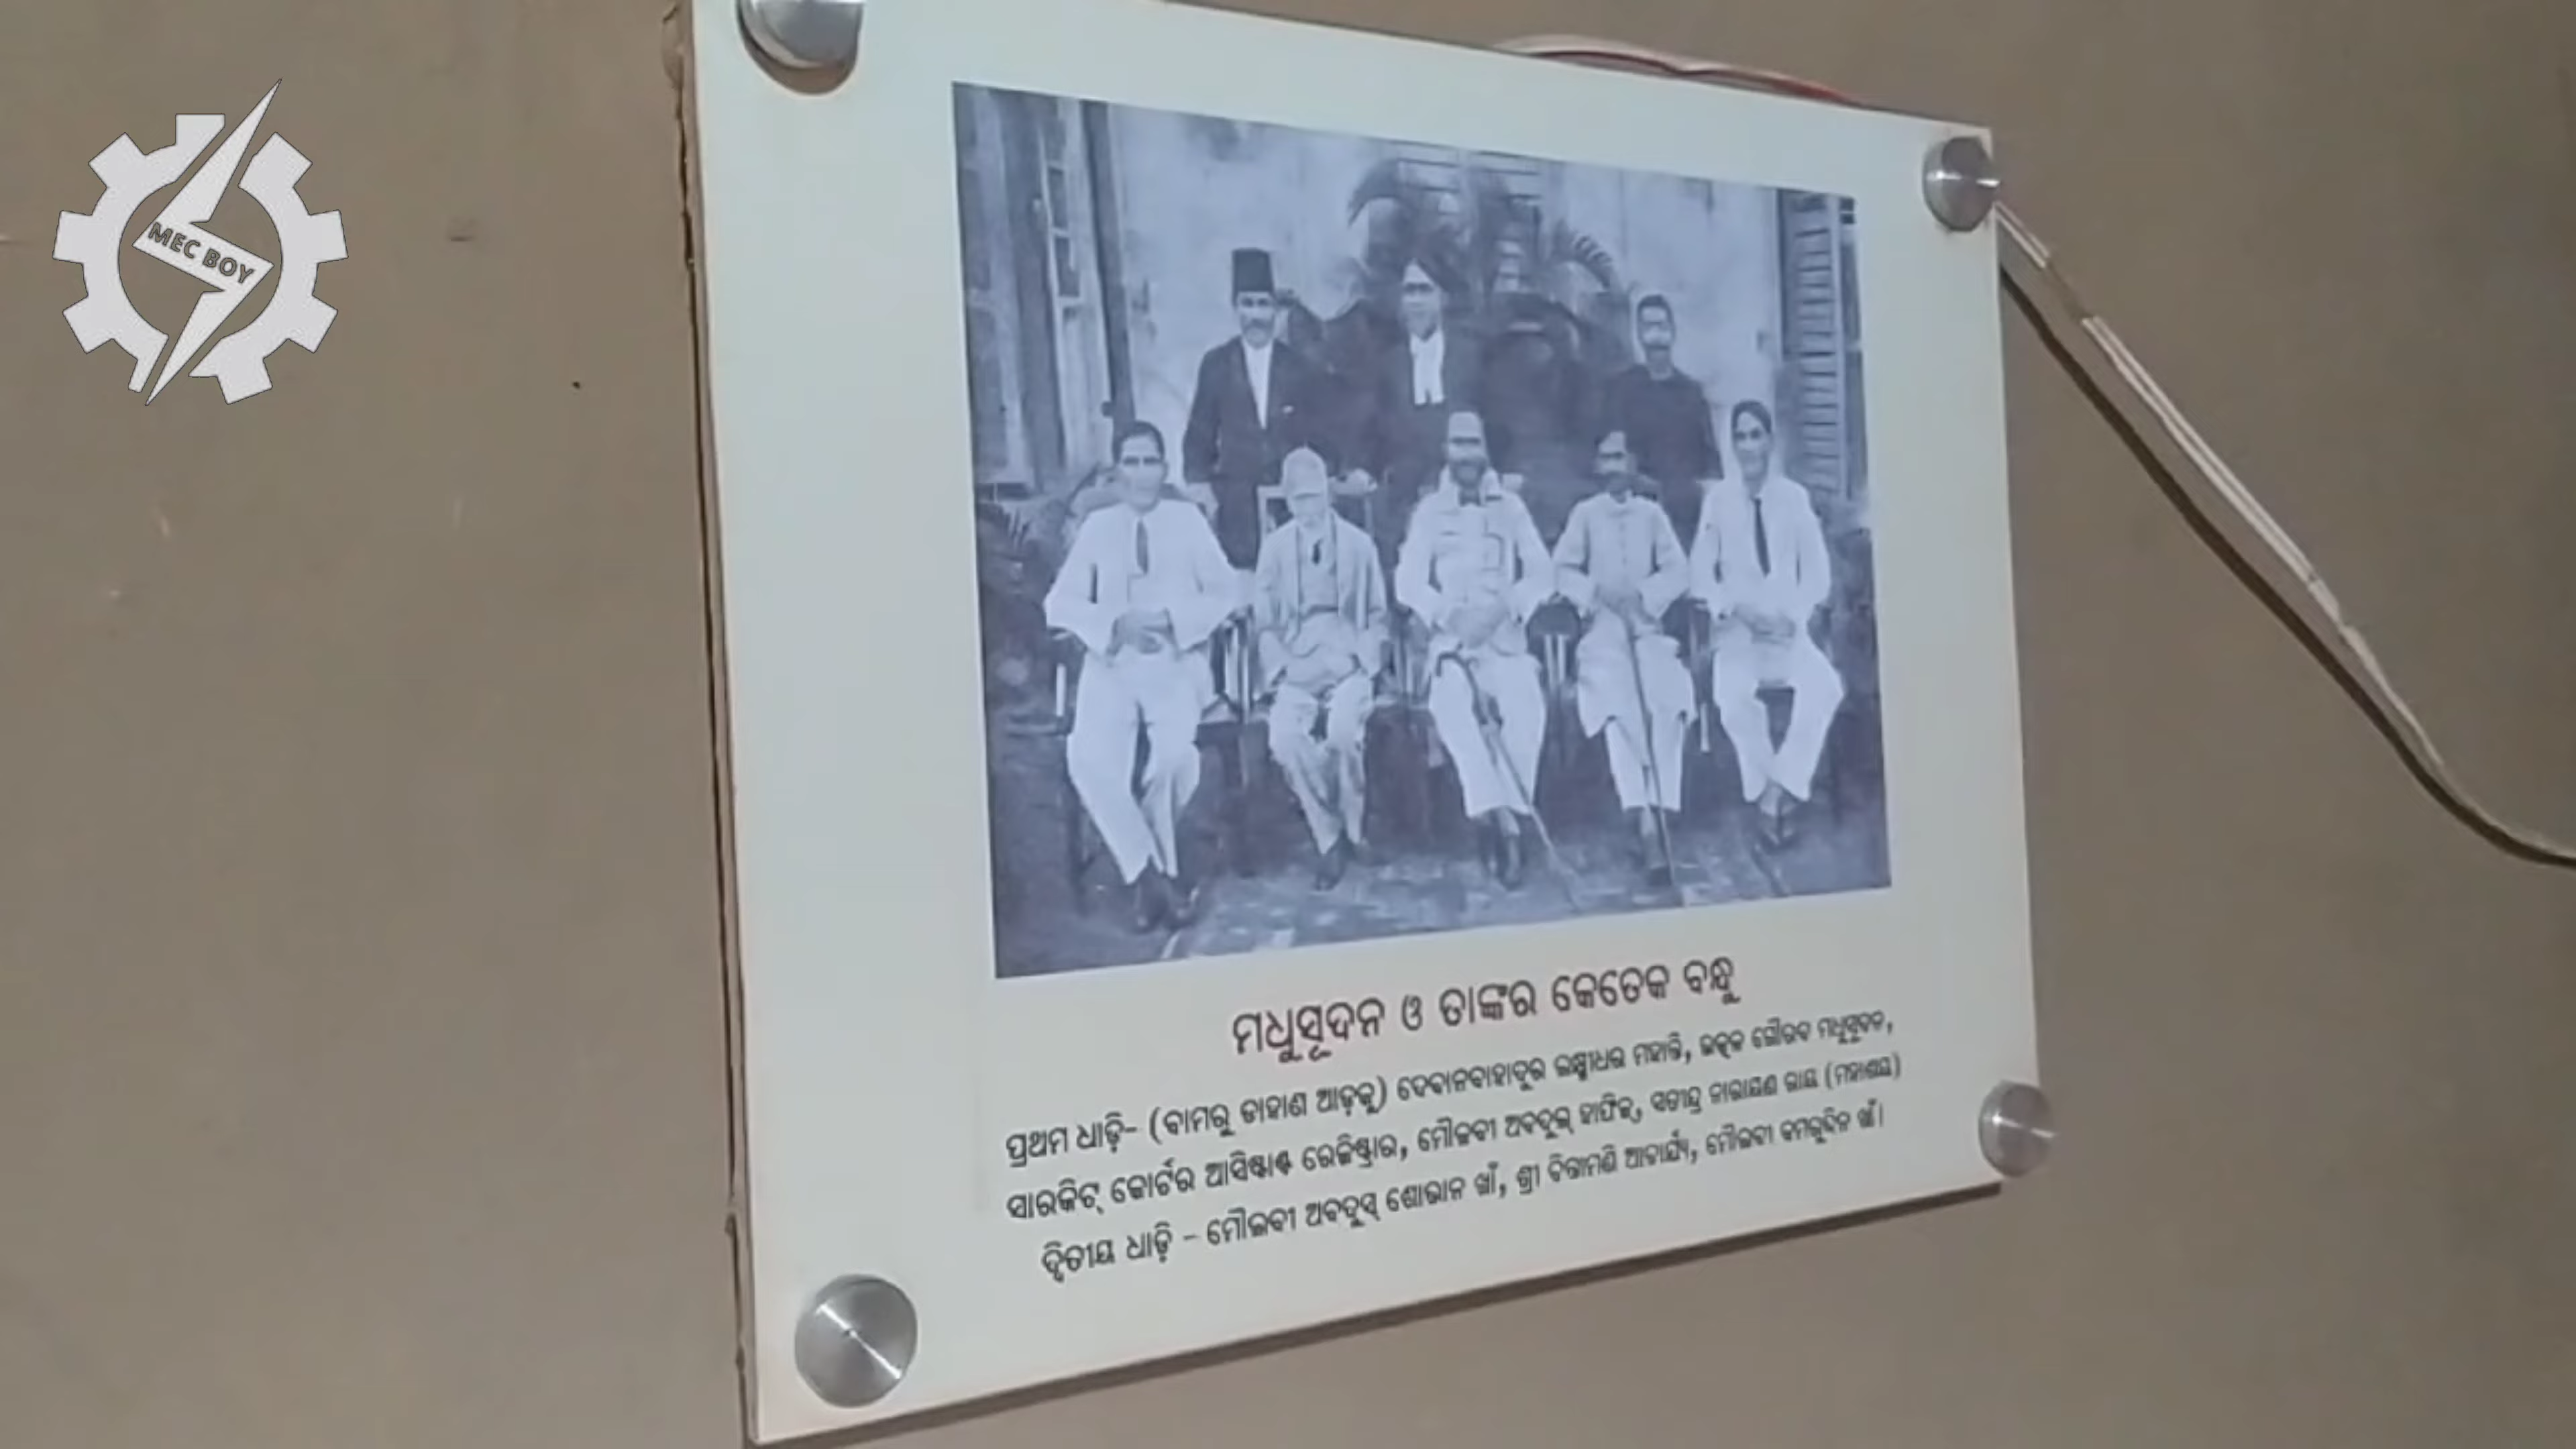 MEC BOY
ମଧୁସୂଦନ ଓ ତାଙ୍କର କେତେକ ବନ୍ଧୁ
ପ୍ରଥମ ଧାଡ଼ି- (ବାମରୁ ଡାହାଣ ଆଡ଼କୁ) ଦେବାନବାହାଦୁର ଲକ୍ଷ୍ମୀଧର ମହାନ୍ତି, ଉତ୍କଳ ଗୌରବ ମଧୁସୂଦନ,
ସାରକିଟ୍ କୋର୍ଟର ଆସିଷ୍ଟାଣ୍ଟ ରେଜିଷ୍ଟ୍ରାର, ମୌଲବୀ ଅବଦୁଲ୍ ହାଫିଜ୍, ସତୀନ୍ଦ୍ର ନାରାୟଣ ରାୟ (ମହାଶୟ)
ଦ୍ଵିତୀୟ ଧାଡ଼ି - ମୌଲବୀ ଅବଦୁସ୍ ଶୋଭାନ ଖାଁ, ଶ୍ରୀ ଚିନ୍ତାମଣି ଆଚାର୍ଯ୍ୟ, ମୌଲବୀ କମରୁଦ୍ଦିନ ଖାଁ।